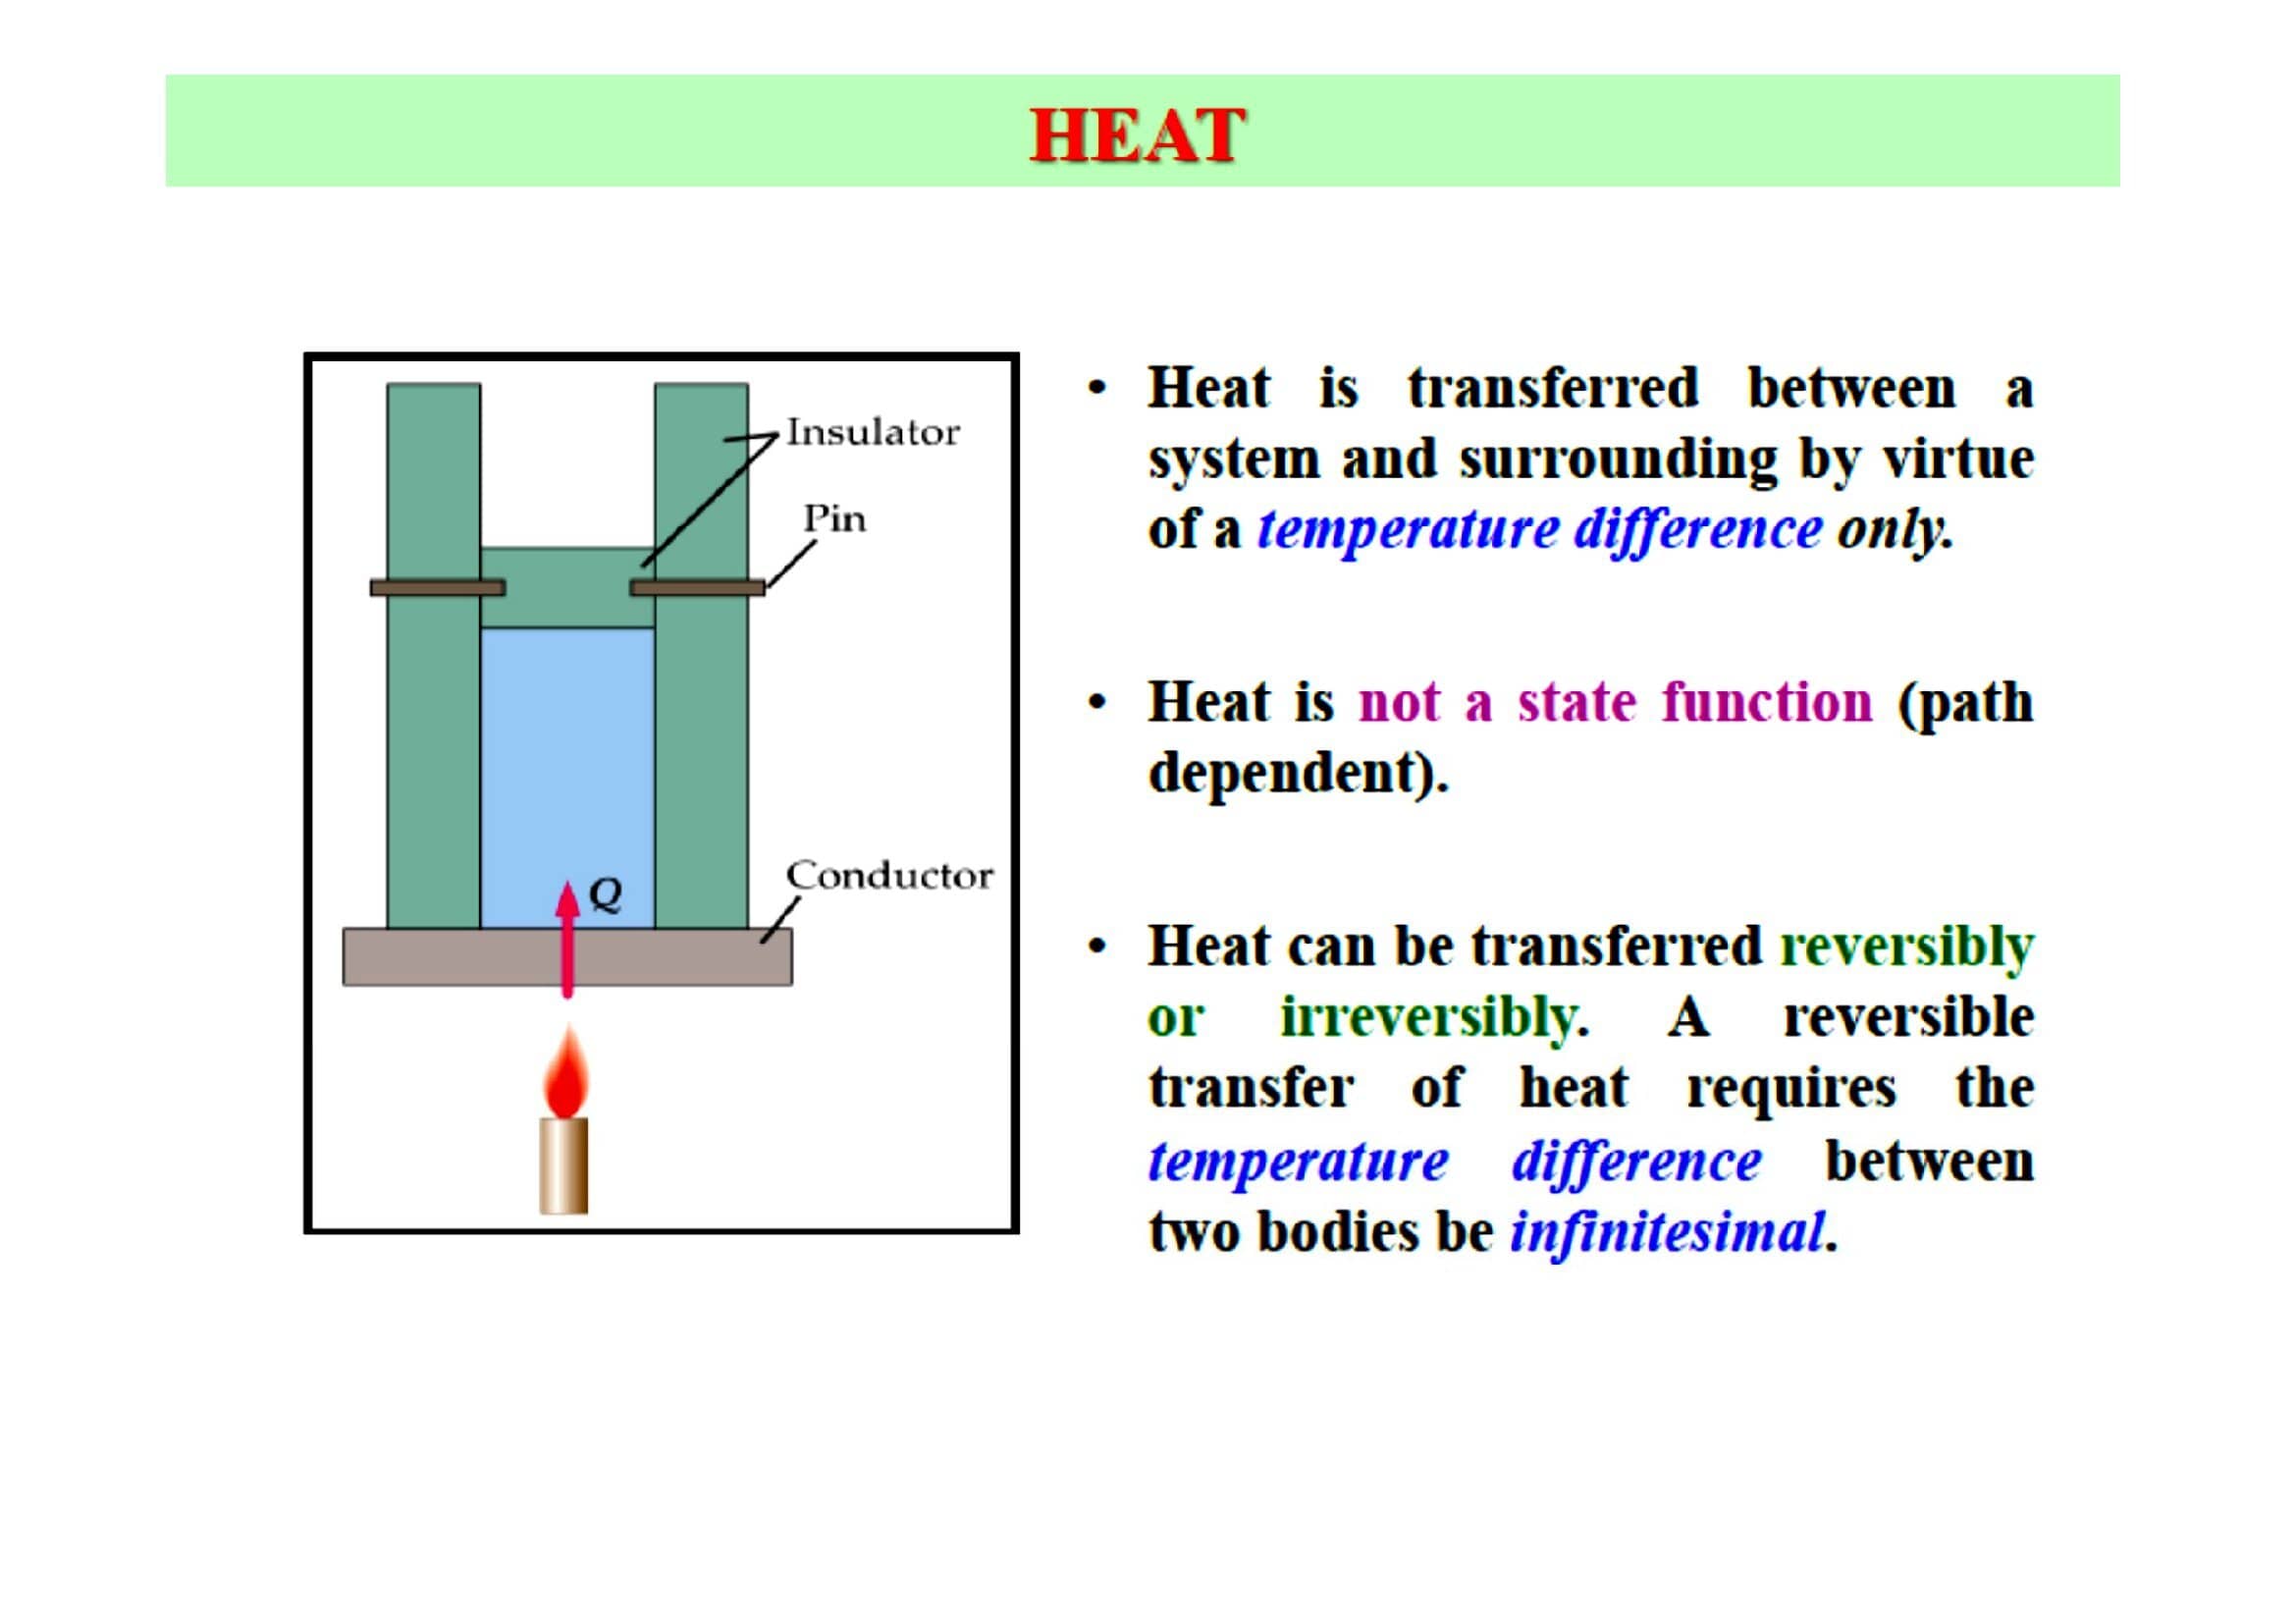 HEAT
Insulator
Pin
Conductor
Q
• Heat is transferred between a
system and surrounding by virtue
of a temperature difference only.
• Heat is not a state function (path
dependent).
• Heat can be transferred reversibly
or irreversibly. A reversible
transfer of heat requires the
temperature difference between
two bodies be infinitesimal.